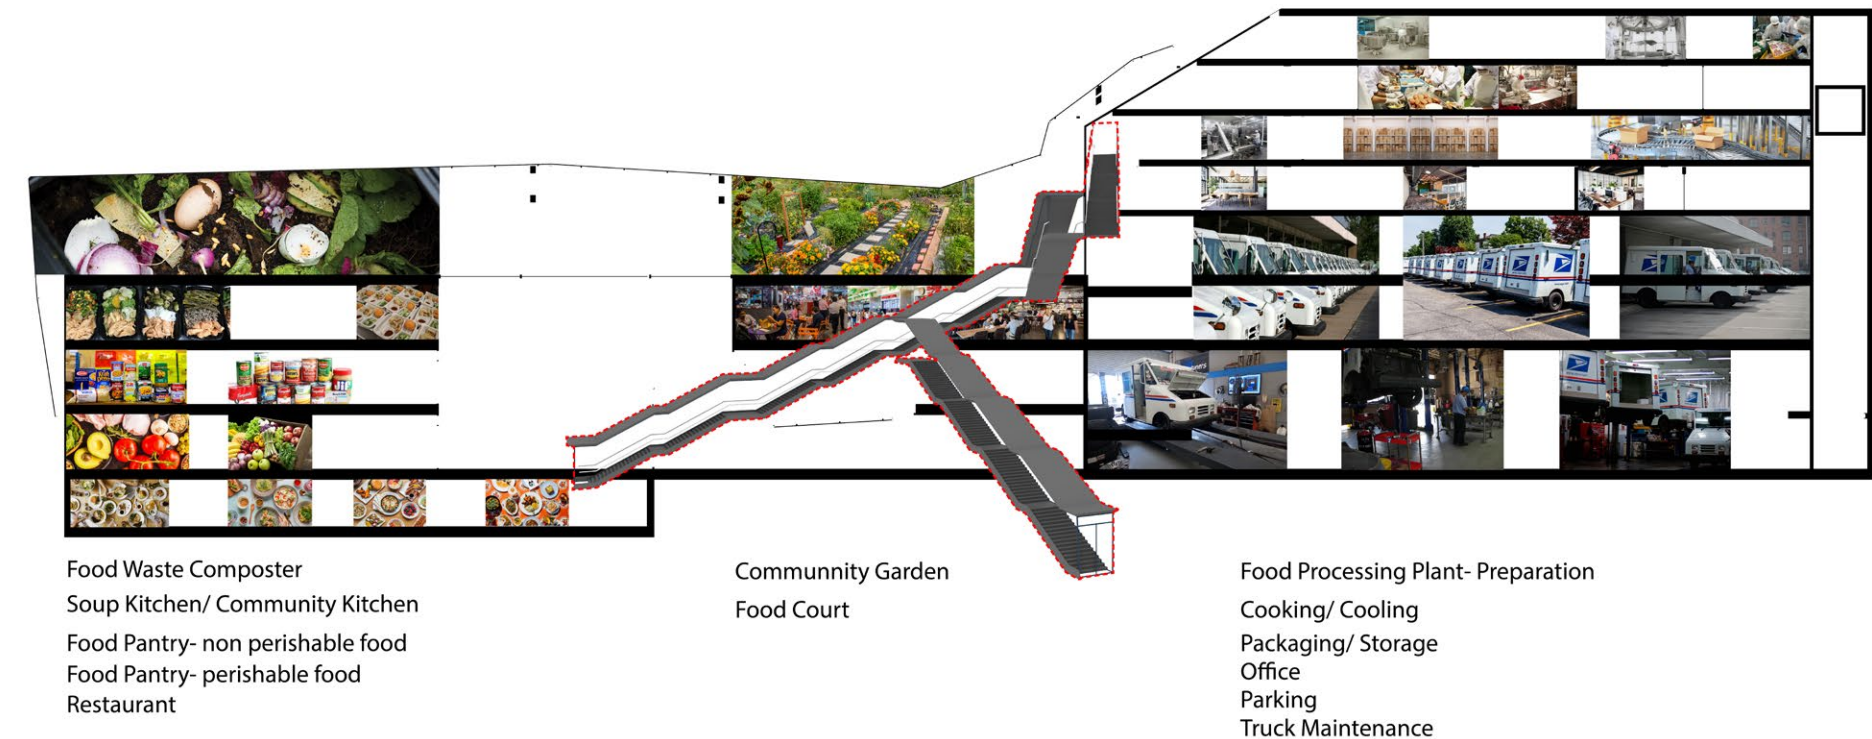 Food Waste Composter
Soup Kitchen/ Community Kitchen
Food Pantry- non perishable food
Food Pantry- perishable food
Restaurant
Communnity Garden
Food Court
Food Processing Plant- Preparation
Cooking/ Cooling
Packaging/ Storage
Office
Parking
Truck Maintenance